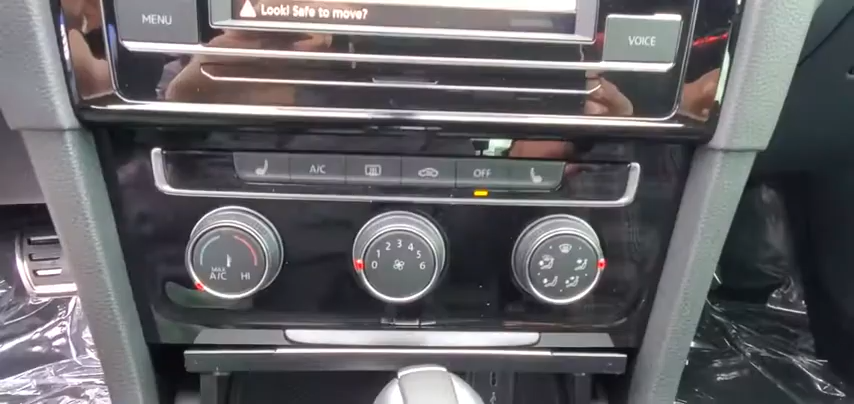 Look! Safe to move?
MENU
VOICE
A/C
OFF
MAX
A/C HI
0 1 2 3 4 5 6